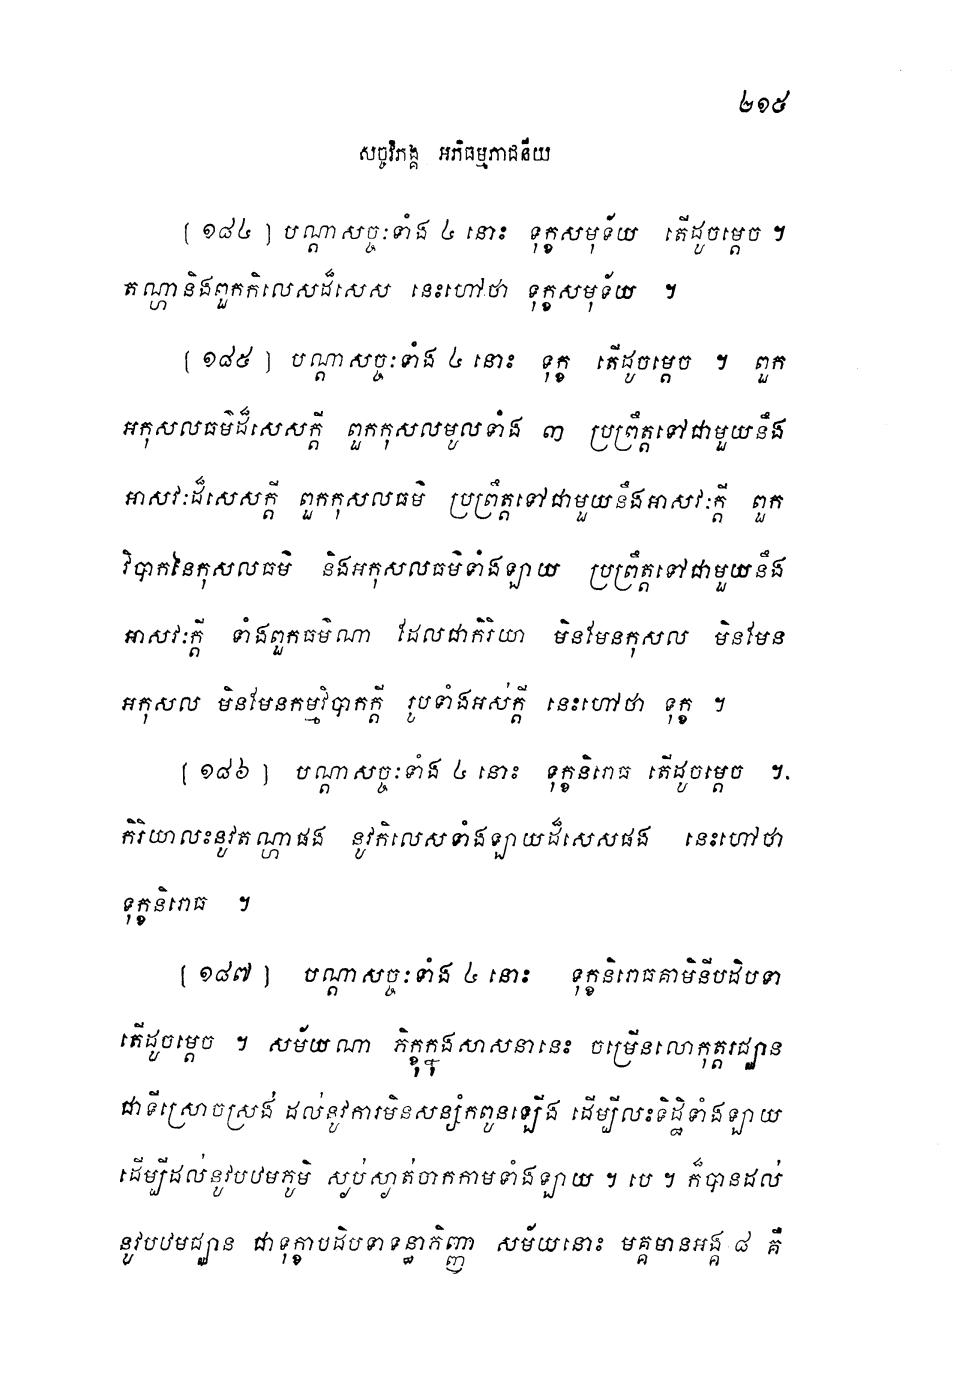 ២១៥
សច្ចវិភង្គ អភិធម្មភាជនីយ
[ ១៨៤ ] បណ្តាសច្ចៈទាំង ៤ នោះ ទុក្ខសមុទ័យ តើដូចម្តេច ។
តណ្ហានិងពួកកិលេសដ៏សេស នេះហៅថា ទុក្ខសមុទ័យ ។
[ ១៨៥ ] បណ្តាសច្ចៈទាំង ៤ នោះ ទុក្ខ តើដូចម្តេច ។ ពួក
អកុសលធម៌ដ៏សេសក្តី ពួកកុសលមូលទាំង ៣ ប្រព្រឹត្តទៅជាមួយនឹង
អាសវៈដ៏សេសក្តី ពួកកុសលធម៌ ប្រព្រឹត្តទៅជាមួយនឹងអាសវៈក្តី ពួក
វិបាកនៃកុសលធម៌ និងអកុសលធម៌ទាំងឡាយ ប្រព្រឹត្តទៅជាមួយនឹង
អាសវៈក្តី ទាំងពួកធម៌ណា ដែលជាកិរិយា មិនមែនកុសល មិនមែន
អកុសល មិនមែនកម្មវិបាកក្តី រូបទាំងអស់ក្តី នេះហៅថា ទុក្ខ ។
[ ១៨៦ ] បណ្តាសច្ចៈទាំង ៤ នោះ ទុក្ខនិរោធ តើដូចម្តេច ។
កិរិយាលះនូវតណ្ហាផង នូវកិលេសទាំងឡាយដ៏សេសផង នេះហៅថា
ទុក្ខនិរោធ ។
[ ១៨៧ ] បណ្តាសច្ចៈទាំង ៤ នោះ ទុក្ខនិរោធគាមិនីបដិបទា
តើដូចម្តេច ។ សម័យណា ភិក្ខុក្នុងសាសនានេះ ចម្រើនលោកុត្តរជ្ឈាន
ជាទីស្រោចស្រង់ ដល់នូវការមិនសន្សំកពូនឡើង ដើម្បីលះទិដ្ឋិទាំងឡាយ
ដើម្បីដល់នូវបឋមភូមិ ស្ងប់ស្ងាត់ចាកកាមទាំងឡាយ ។ បេ ។ ក៏បានដល់
នូវបឋមជ្ឈាន ជាទុក្ខាបដិបទាទន្ធាភិញ្ញា សម័យនោះ មគ្គមានអង្គ ៨ គឺ